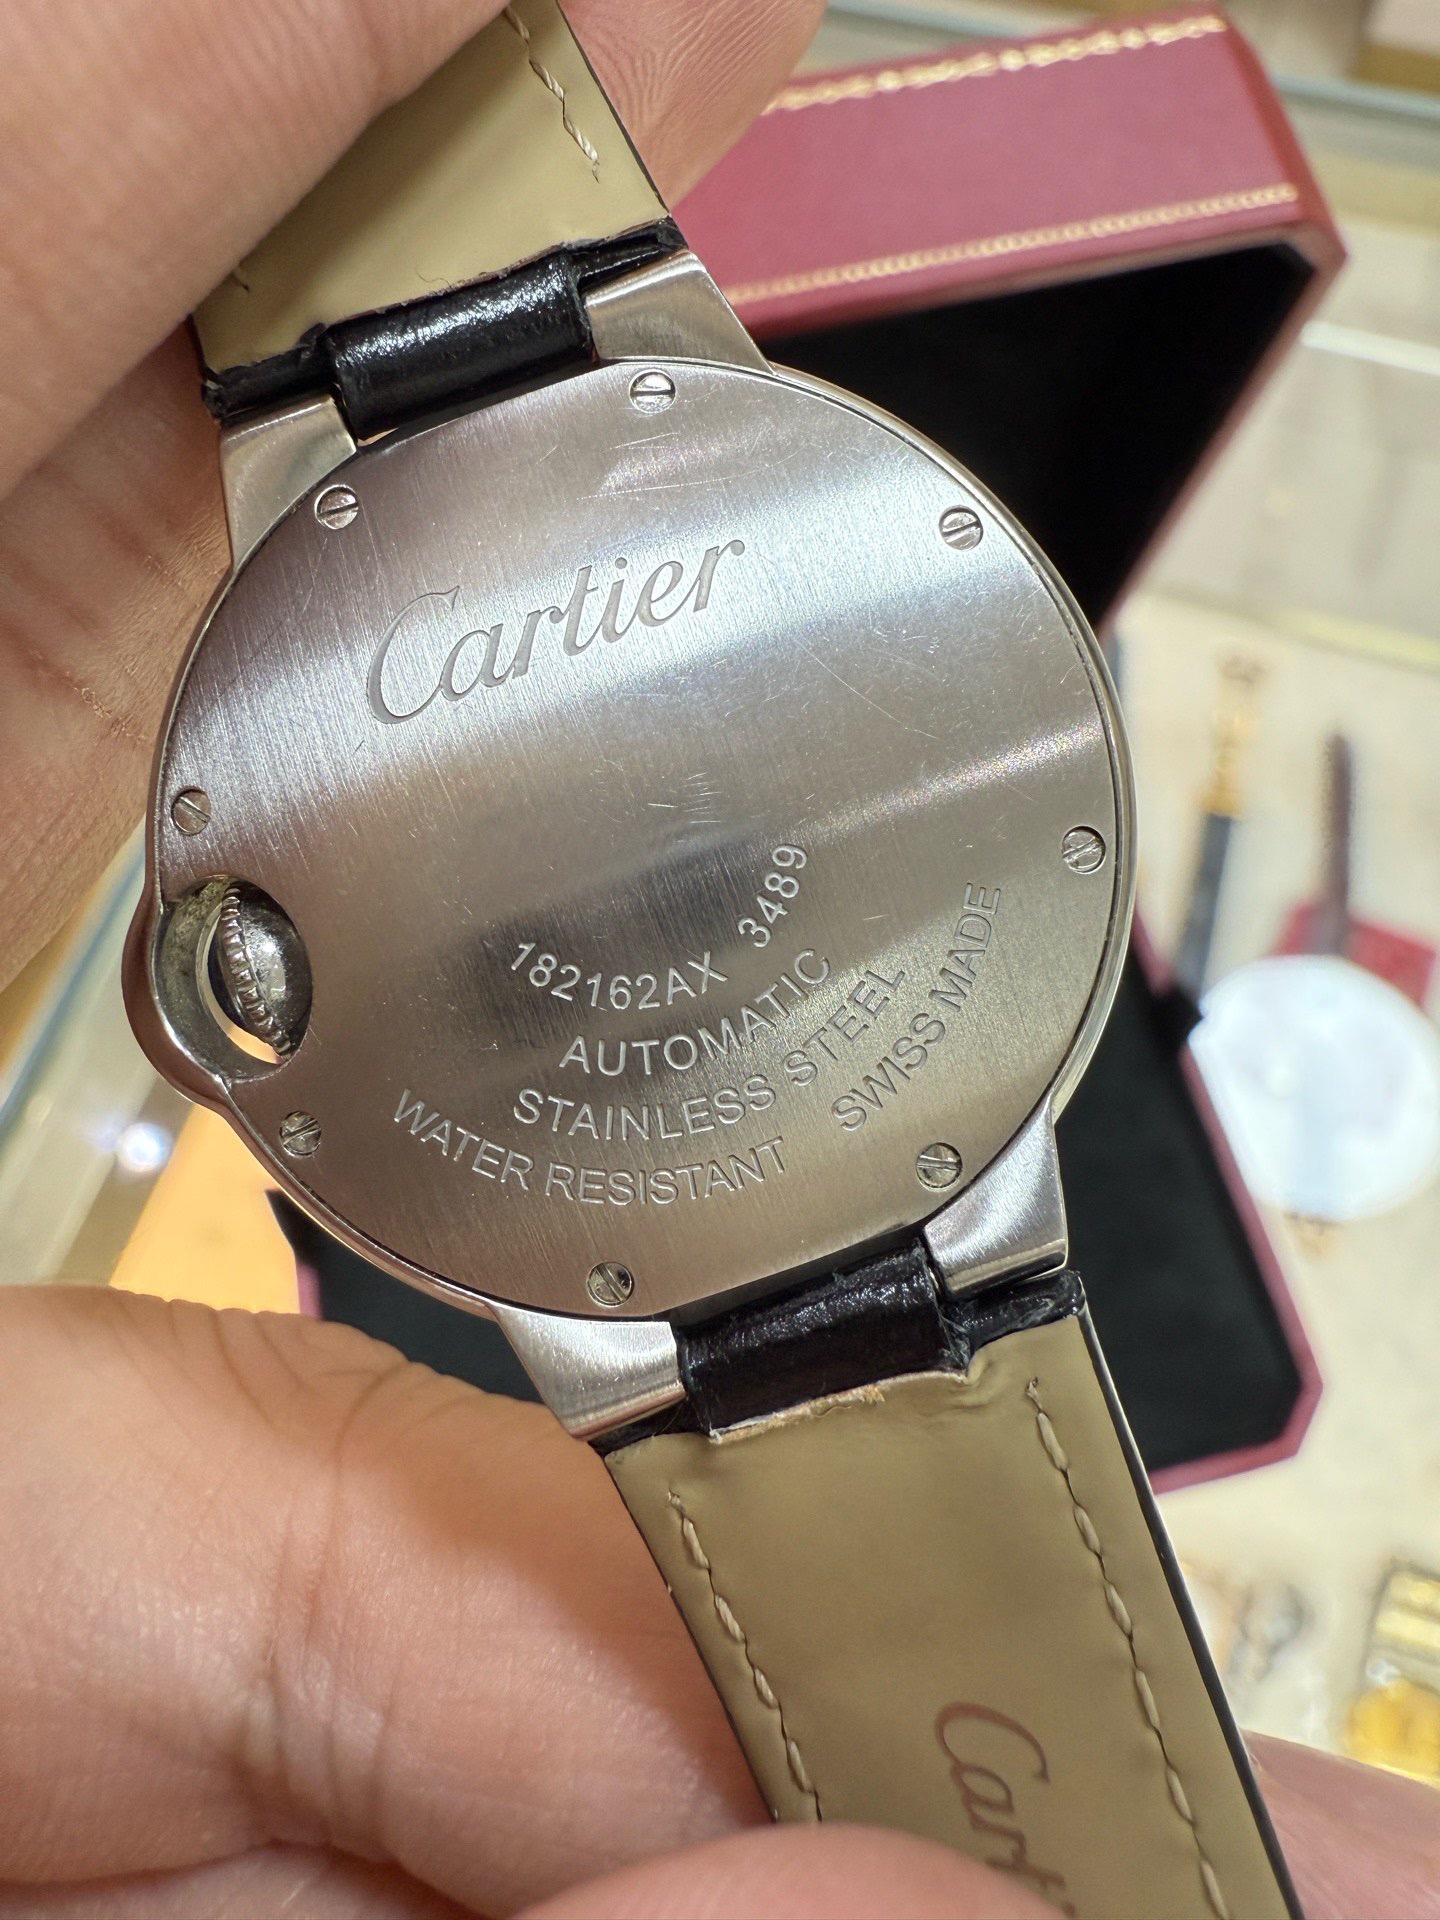 Cartier
182162AX 3489
AUTOMATIC
STAINLESS STEEL
WATER RESISTANT SWISS MADE